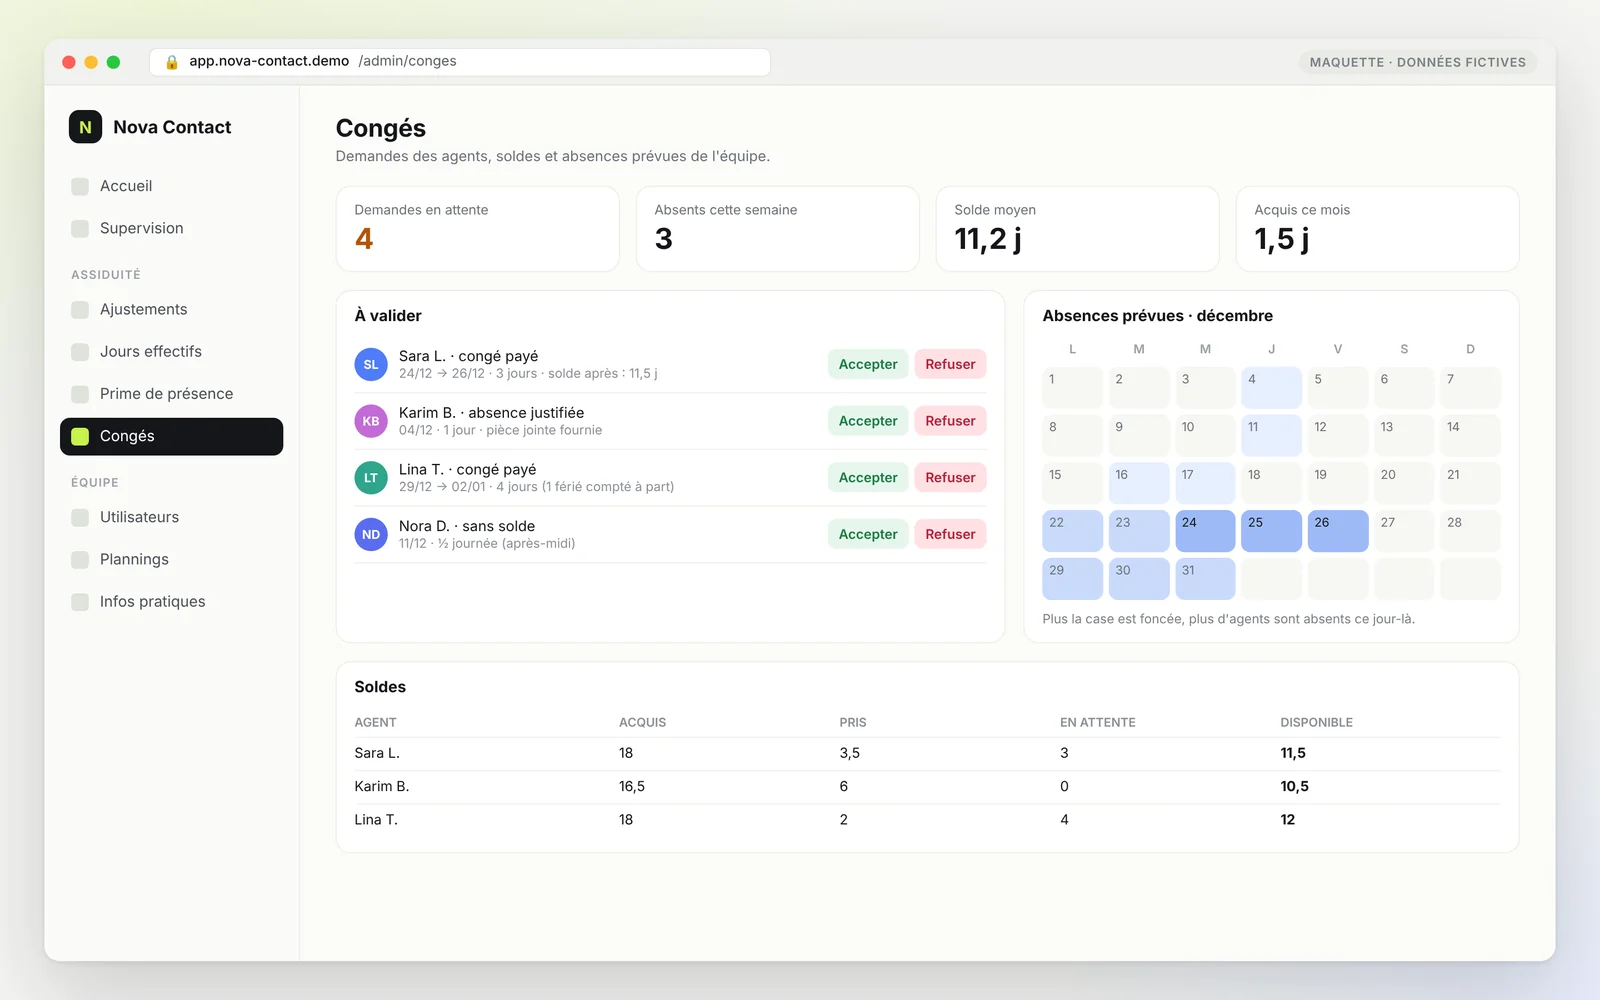 app.nova-contact.demo /admin/conges
MAQUETTE · DONNÉES FICTIVES
N Nova Contact
Accueil
Supervision
ASSIDUITÉ
Ajustements
Jours effectifs
Prime de présence
Congés
ÉQUIPE
Utilisateurs
Plannings
Infos pratiques
Congés
Demandes des agents, soldes et absences prévues de l'équipe.
Demandes en attente
4
Absents cette semaine
3
Solde moyen
11,2 j
Acquis ce mois
1,5 j
À valider
SL Sara L. · congé payé
24/12 → 26/12 · 3 jours · solde après : 11,5 j
Accepter Refuser
KB Karim B. · absence justifiée
04/12 · 1 jour · pièce jointe fournie
Accepter Refuser
LT Lina T. · congé payé
29/12 → 02/01 · 4 jours (1 férié compté à part)
Accepter Refuser
ND Nora D. · sans solde
11/12 · ½ journée (après-midi)
Accepter Refuser
Absences prévues · décembre
L M M J V S D
1 2 3 4 5 6 7
8 9 10 11 12 13 14
15 16 17 18 19 20 21
22 23 24 25 26 27 28
29 30 31
Plus la case est foncée, plus d'agents sont absents ce jour-là.
Soldes
AGENT ACQUIS PRIS EN ATTENTE DISPONIBLE
Sara L. 18 3,5 3 11,5
Karim B. 16,5 6 0 10,5
Lina T. 18 2 4 12